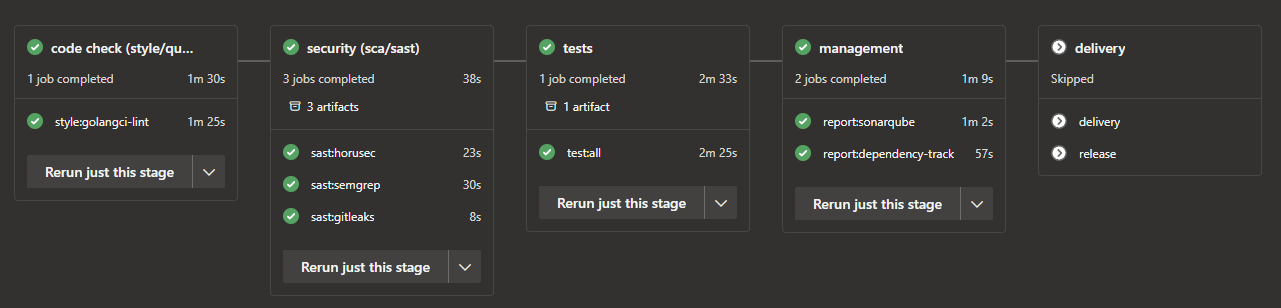 code check (style/qu...
1 job completed 1m 30s
style:golangci-lint 1m 25s
Rerun just this stage
security (sca/sast)
3 jobs completed 38s
3 artifacts
sast:horusec 23s
sast:semgrep 30s
sast:gitleaks 8s
Rerun just this stage
tests
1 job completed 2m 33s
1 artifact
test:all 2m 25s
Rerun just this stage
management
2 jobs completed 1m 9s
report:sonarqube 1m 2s
report:dependency-track 57s
Rerun just this stage
delivery
Skipped
delivery
release